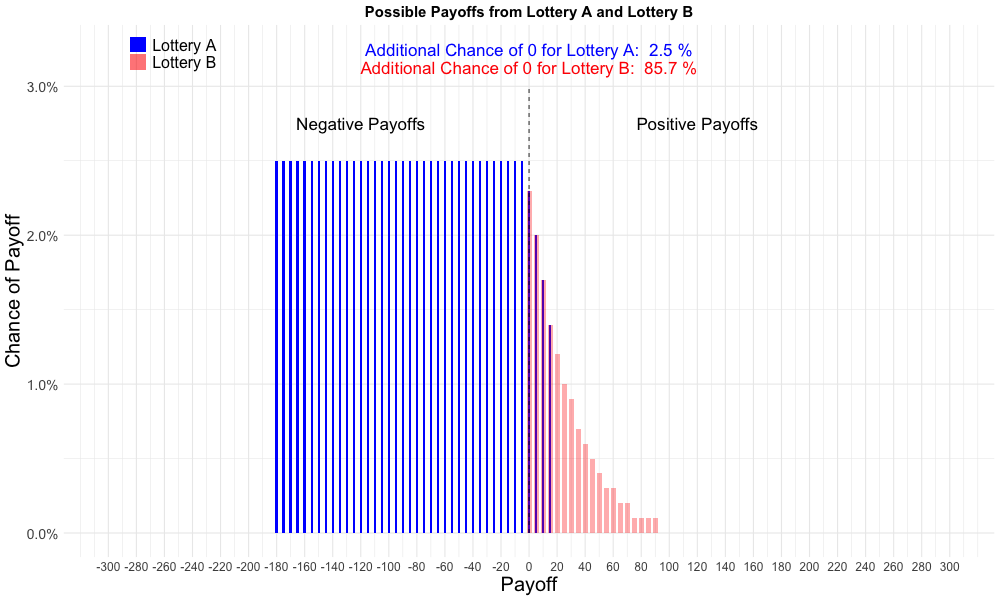 Possible Payoffs from Lottery A and Lottery B
Lottery A
Lottery B
Additional Chance of 0 for Lottery A:  2.5 %
Additional Chance of 0 for Lottery B:  85.7 %
Negative Payoffs
Positive Payoffs
Chance of Payoff
3.0%
2.0%
1.0%
0.0%
-300 -280 -260 -240 -220 -200 -180 -160 -140 -120 -100 -80 -60 -40 -20 0 20 40 60 80 100 120 140 160 180 200 220 240 260 280 300
Payoff